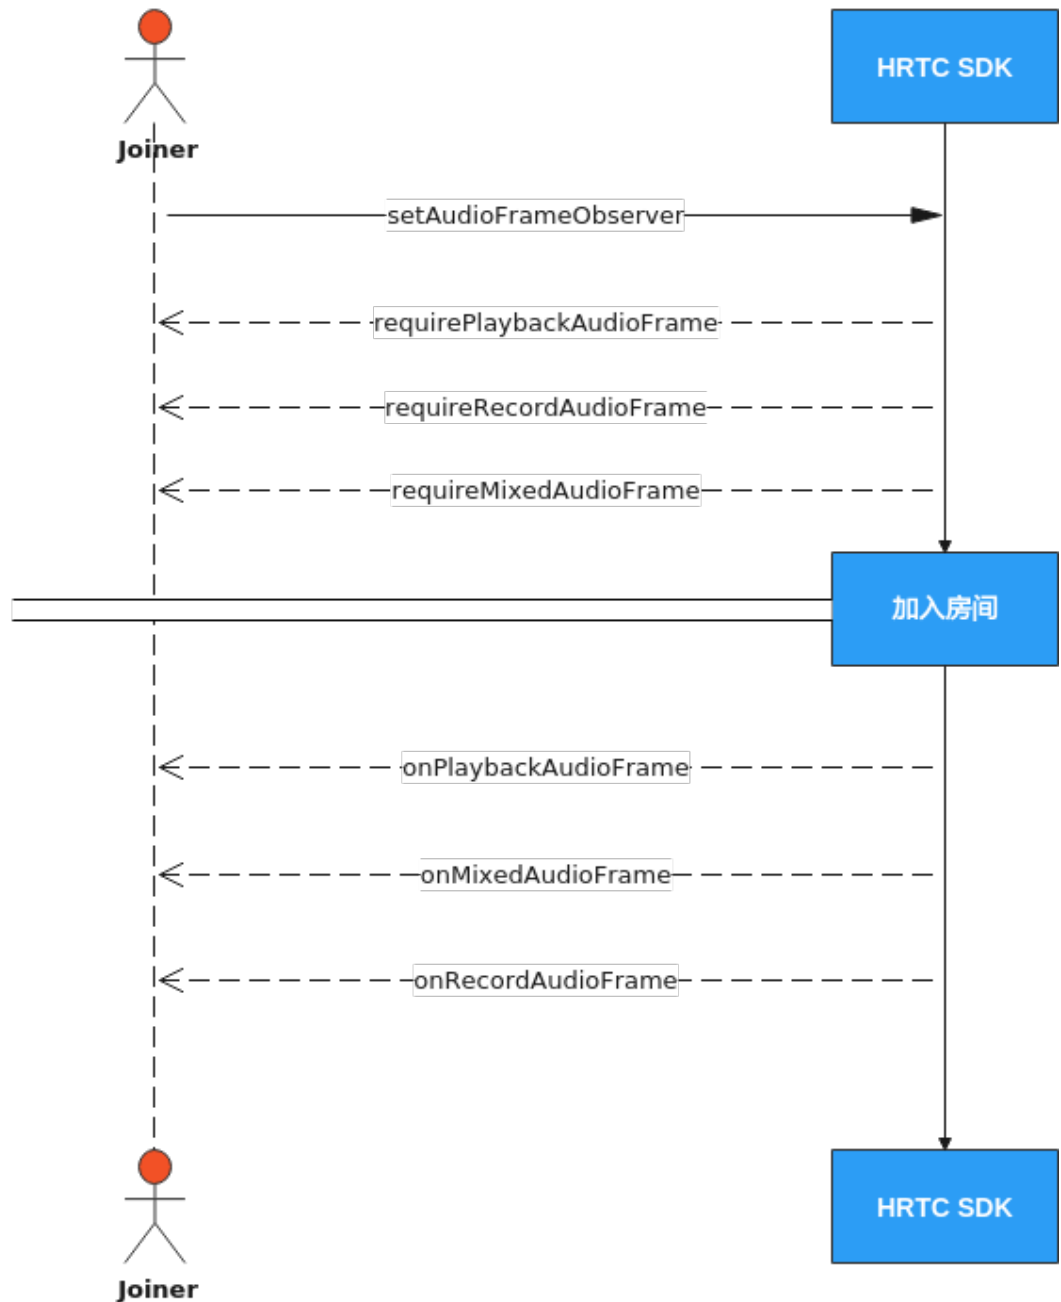 HRTC SDK
Joiner
setAudioFrameObserver
requirePlaybackAudioFrame
requireRecordAudioFrame
requireMixedAudioFrame
加入房间
onPlaybackAudioFrame
onMixedAudioFrame
onRecordAudioFrame
HRTC SDK
Joiner